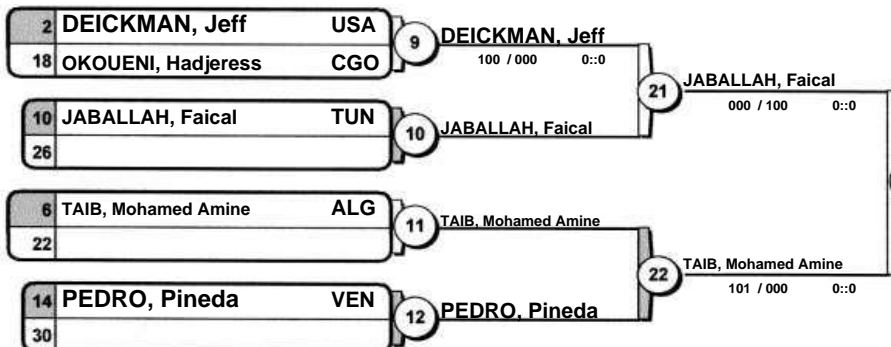 2 DEICKMAN, Jeff USA
18 OKOUENI, Hadjeress CGO
9
DEICKMAN, Jeff
100 / 000 0::0
10 JABALLAH, Faical TUN
26
10
JABALLAH, Faical
21
JABALLAH, Faical
000 / 100 0::0
6 TAIB, Mohamed Amine ALG
22
11
TAIB, Mohamed Amine
14 PEDRO, Pineda VEN
30
12
PEDRO, Pineda
22
TAIB, Mohamed Amine
101 / 000 0::0